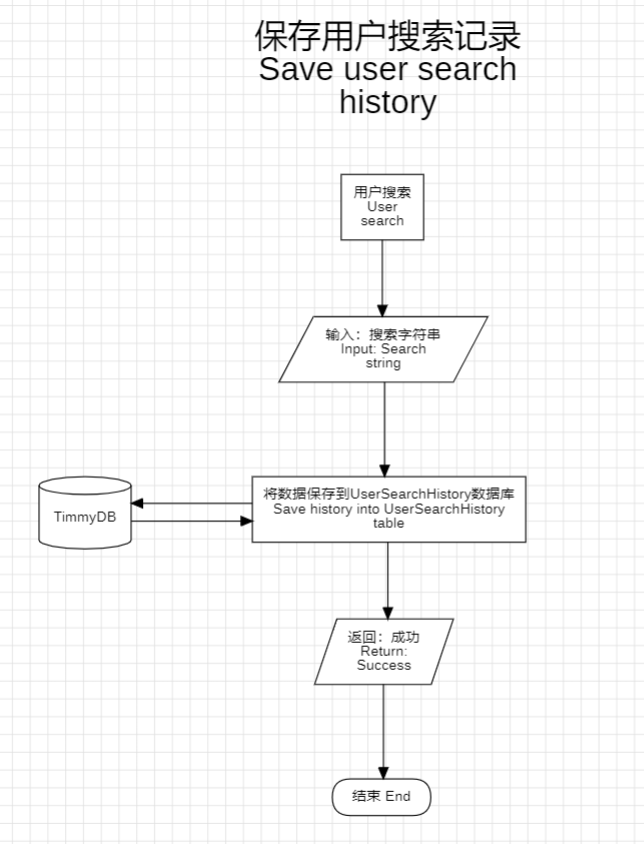 保存用户搜索记录
Save user search
history
用户搜索
User
search
输入：搜索字符串
Input: Search
string
将数据保存到UserSearchHistory数据库
Save history into UserSearchHistory
table
TimmyDB
返回：成功
Return:
Success
结束 End